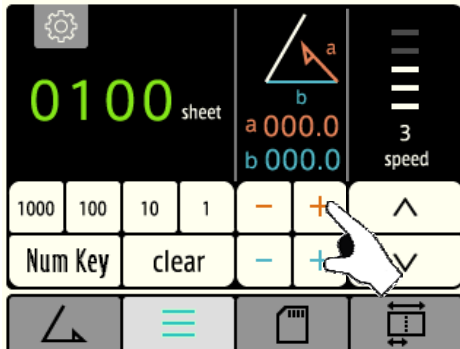 a
b
0100 sheet
a 000.0
b 000.0
3
speed
1000 100 10 1 - +
Num Key clear - +